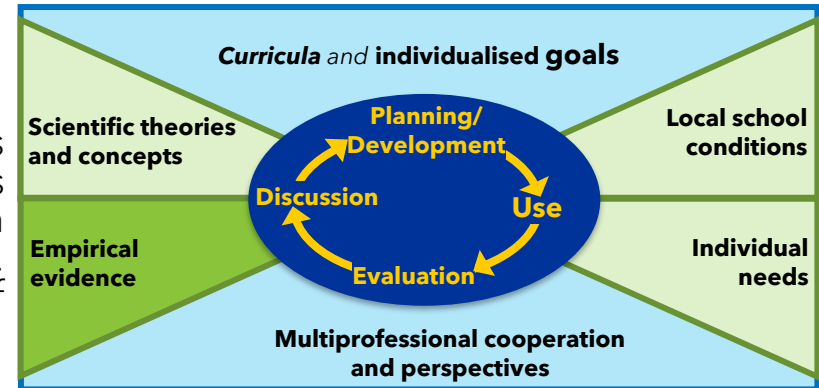 Curricula and individualised goals
Scientific theories
and concepts
Planning/
Development
Local school
conditions
Discussion
Use
Empirical
evidence
Evaluation
Individual
needs
Multiprofessional cooperation
and perspectives